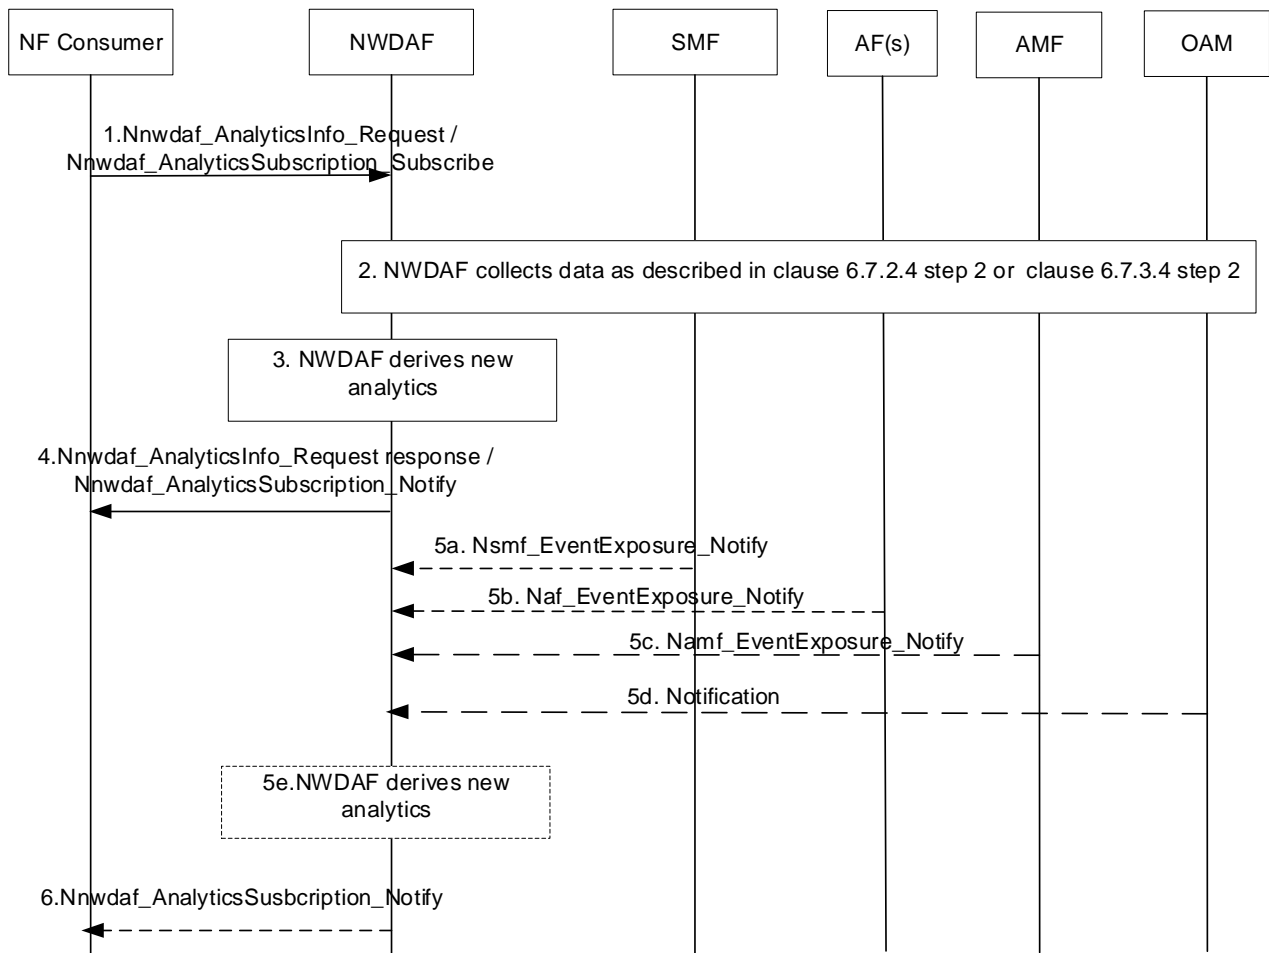 NF Consumer
NWDAF
SMF
AF(s)
AMF
OAM
1.Nnwdaf_AnalyticsInfo_Request /
Nnwdaf_AnalyticsSubscription_Subscribe
2. NWDAF collects data as described in clause 6.7.2.4 step 2 or clause 6.7.3.4 step 2
3. NWDAF derives new
analytics
4.Nnwdaf_AnalyticsInfo_Request response /
Nnwdaf_AnalyticsSubscription_Notify
5a. Nsmf_EventExposure_Notify
5b. Naf_EventExposure_Notify
5c. Namf_EventExposure_Notify
5d. Notification
5e.NWDAF derives new
analytics
6.Nnwdaf_AnalyticsSusbcription_Notify